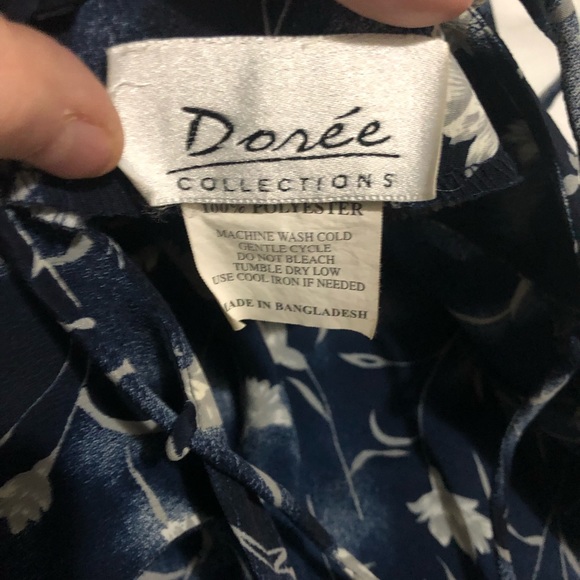 Dorée
COLLECTIONS
100% POLYESTER
MACHINE WASH COLD
GENTLE CYCLE
DO NOT BLEACH
TUMBLE DRY LOW
USE COOL IRON IF NEEDED
MADE IN BANGLADESH